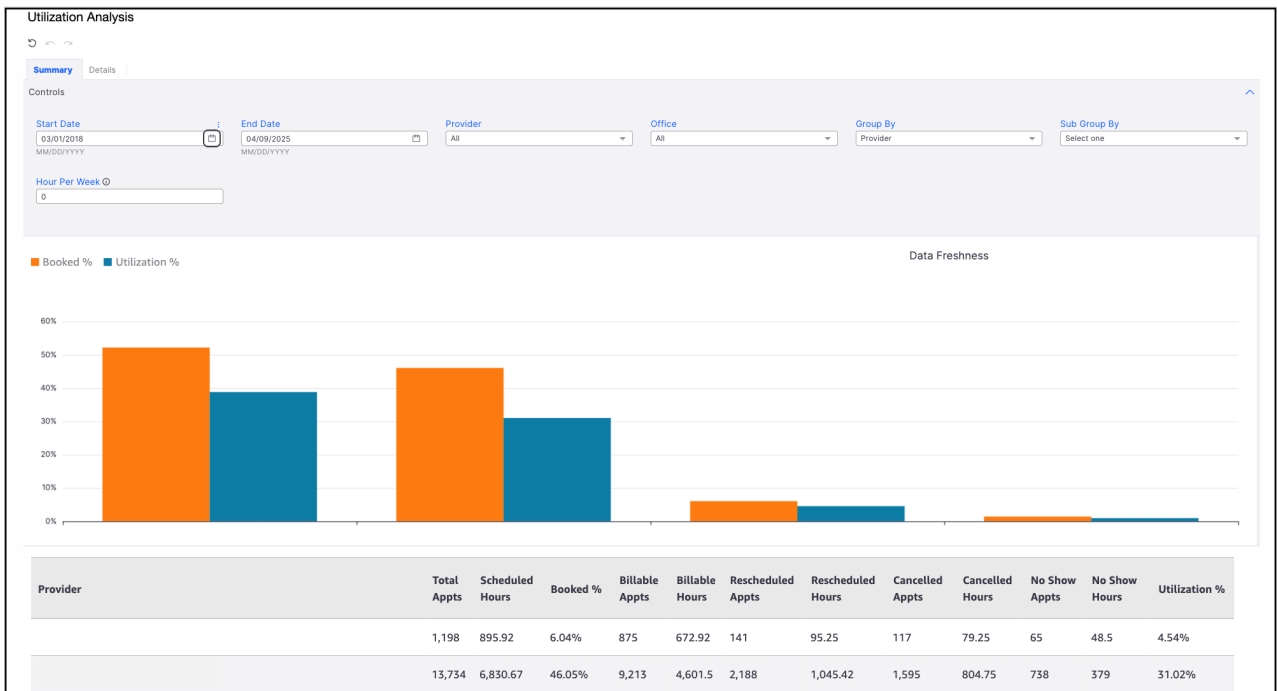 Utilization Analysis
Summary Details
Controls
Start Date End Date Provider Office Group By Sub Group By
03/01/2018 04/09/2025 All All Provider Select one
MM/DD/YYYY MM/DD/YYYY
Hour Per Week
0
Booked % Utilization % Data Freshness
60%
50%
40%
30%
20%
10%
0%
Provider Total Appts Scheduled Hours Booked % Billable Appts Billable Hours Rescheduled Appts Rescheduled Hours Cancelled Appts Cancelled Hours No Show Appts No Show Hours Utilization %
1,198 895.92 6.04% 875 672.92 141 95.25 117 79.25 65 48.5 4.54%
13,734 6,830.67 46.05% 9,213 4,601.5 2,188 1,045.42 1,595 804.75 738 379 31.02%